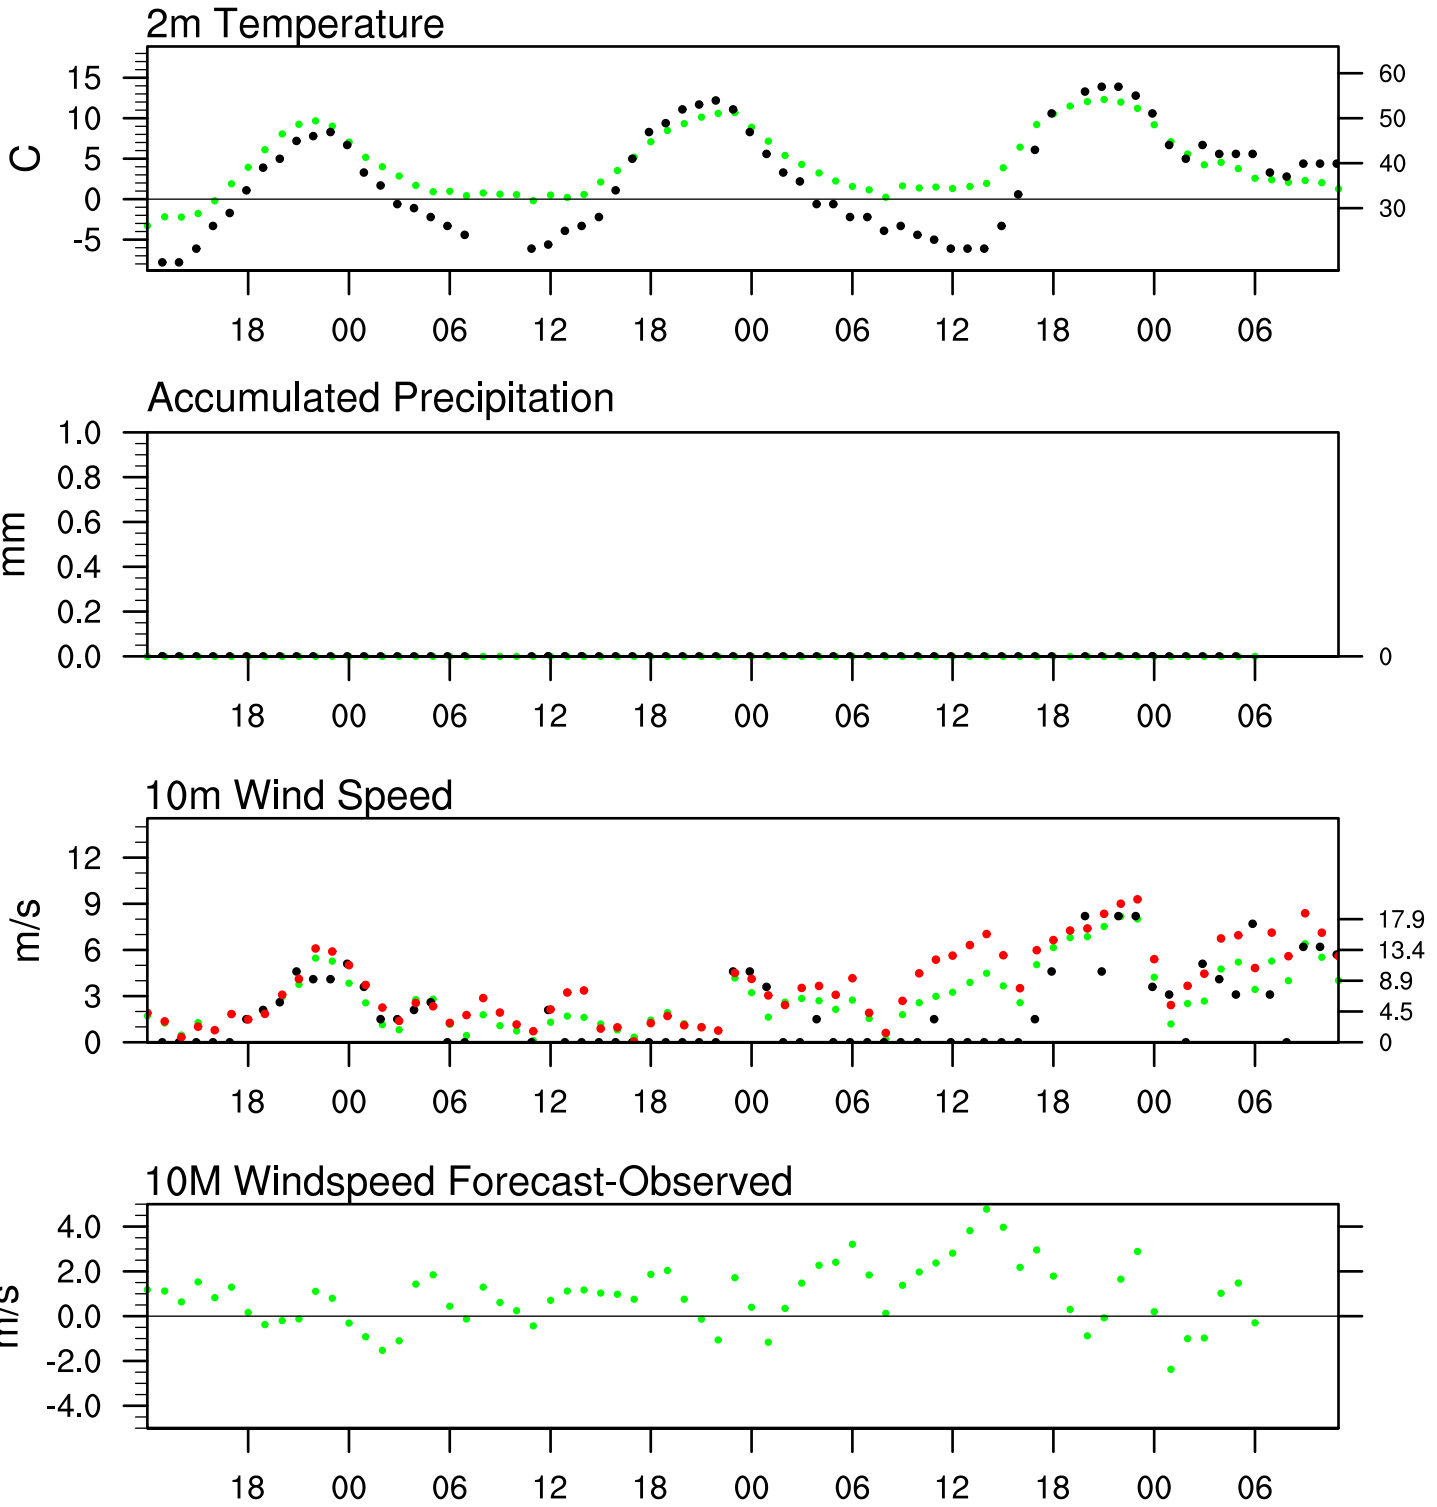 2m Temperature
15
10
5
0
-5
C
60
50
40
30
18 00 06 12 18 00 06 12 18 00 06
Accumulated Precipitation
1.0
0.8
0.6
0.4
0.2
0.0
mm
0
18 00 06 12 18 00 06 12 18 00 06
10m Wind Speed
12
9
6
3
0
m/s
17.9
13.4
8.9
4.5
0
18 00 06 12 18 00 06 12 18 00 06
10M Windspeed Forecast-Observed
4.0
2.0
0.0
-2.0
-4.0
m/s
18 00 06 12 18 00 06 12 18 00 06